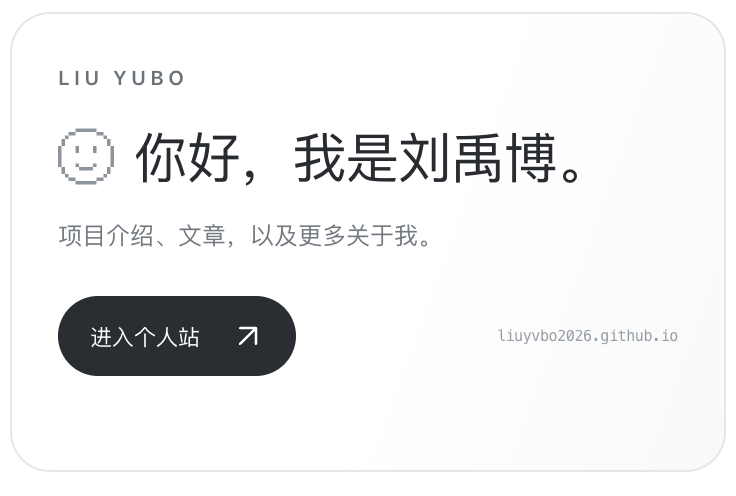 LIU YUBO
你好，我是刘禹博。
项目介绍、文章，以及更多关于我。
进入个人站
liuyvbo2026.github.io